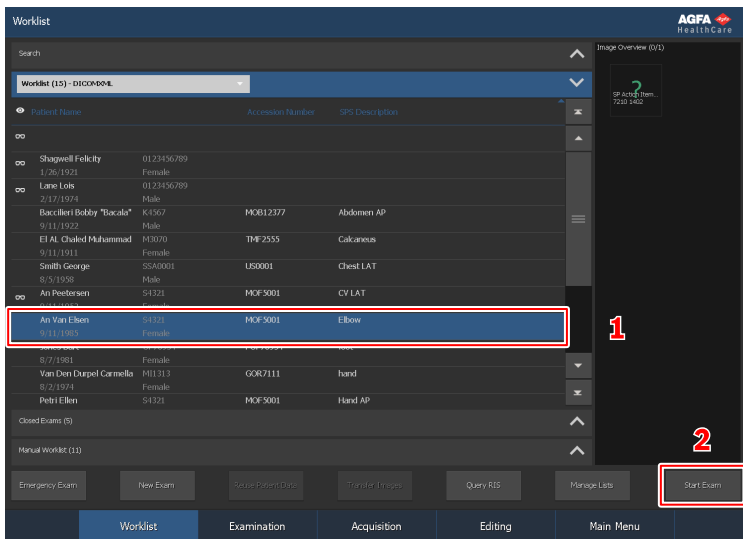 Worklist
AGFA
HealthCare
Search
Image Overview (0/1)
Worklist (15) - DICOMXML
SP Action Item...
7210 1402
?
Patient Name Accession Number SPS Description
Shagwell Felicity 0123456789
1/26/1921 Female
Lane Lois 0123456789
2/17/1974 Male
Baccilieri Bobby "Bacala" K4567 MOB12377 Abdomen AP
9/11/1922 Male
El AL Chaled Muhammad M3070 TMF2555 Calcaneus
9/11/1911 Female
Smith George SSA0001 US0001 Chest LAT
8/5/1958 Male
An Peetersen S4321 MOF5001 CV LAT
An Van Elsen S4321 MOF5001 Elbow
9/11/1985 Female
1
8/7/1981 Female
Van Den Durpel Carmella MI1313 GOR7111 hand
8/2/1974 Female
Petri Ellen S4321 MOF5001 Hand AP
Closed Exams (5)
Manual Worklist (11)
2
Emergency Exam New Exam Reuse Patient Data Transfer Images Query RIS Manage Lists Start Exam
Worklist Examination Acquisition Editing Main Menu